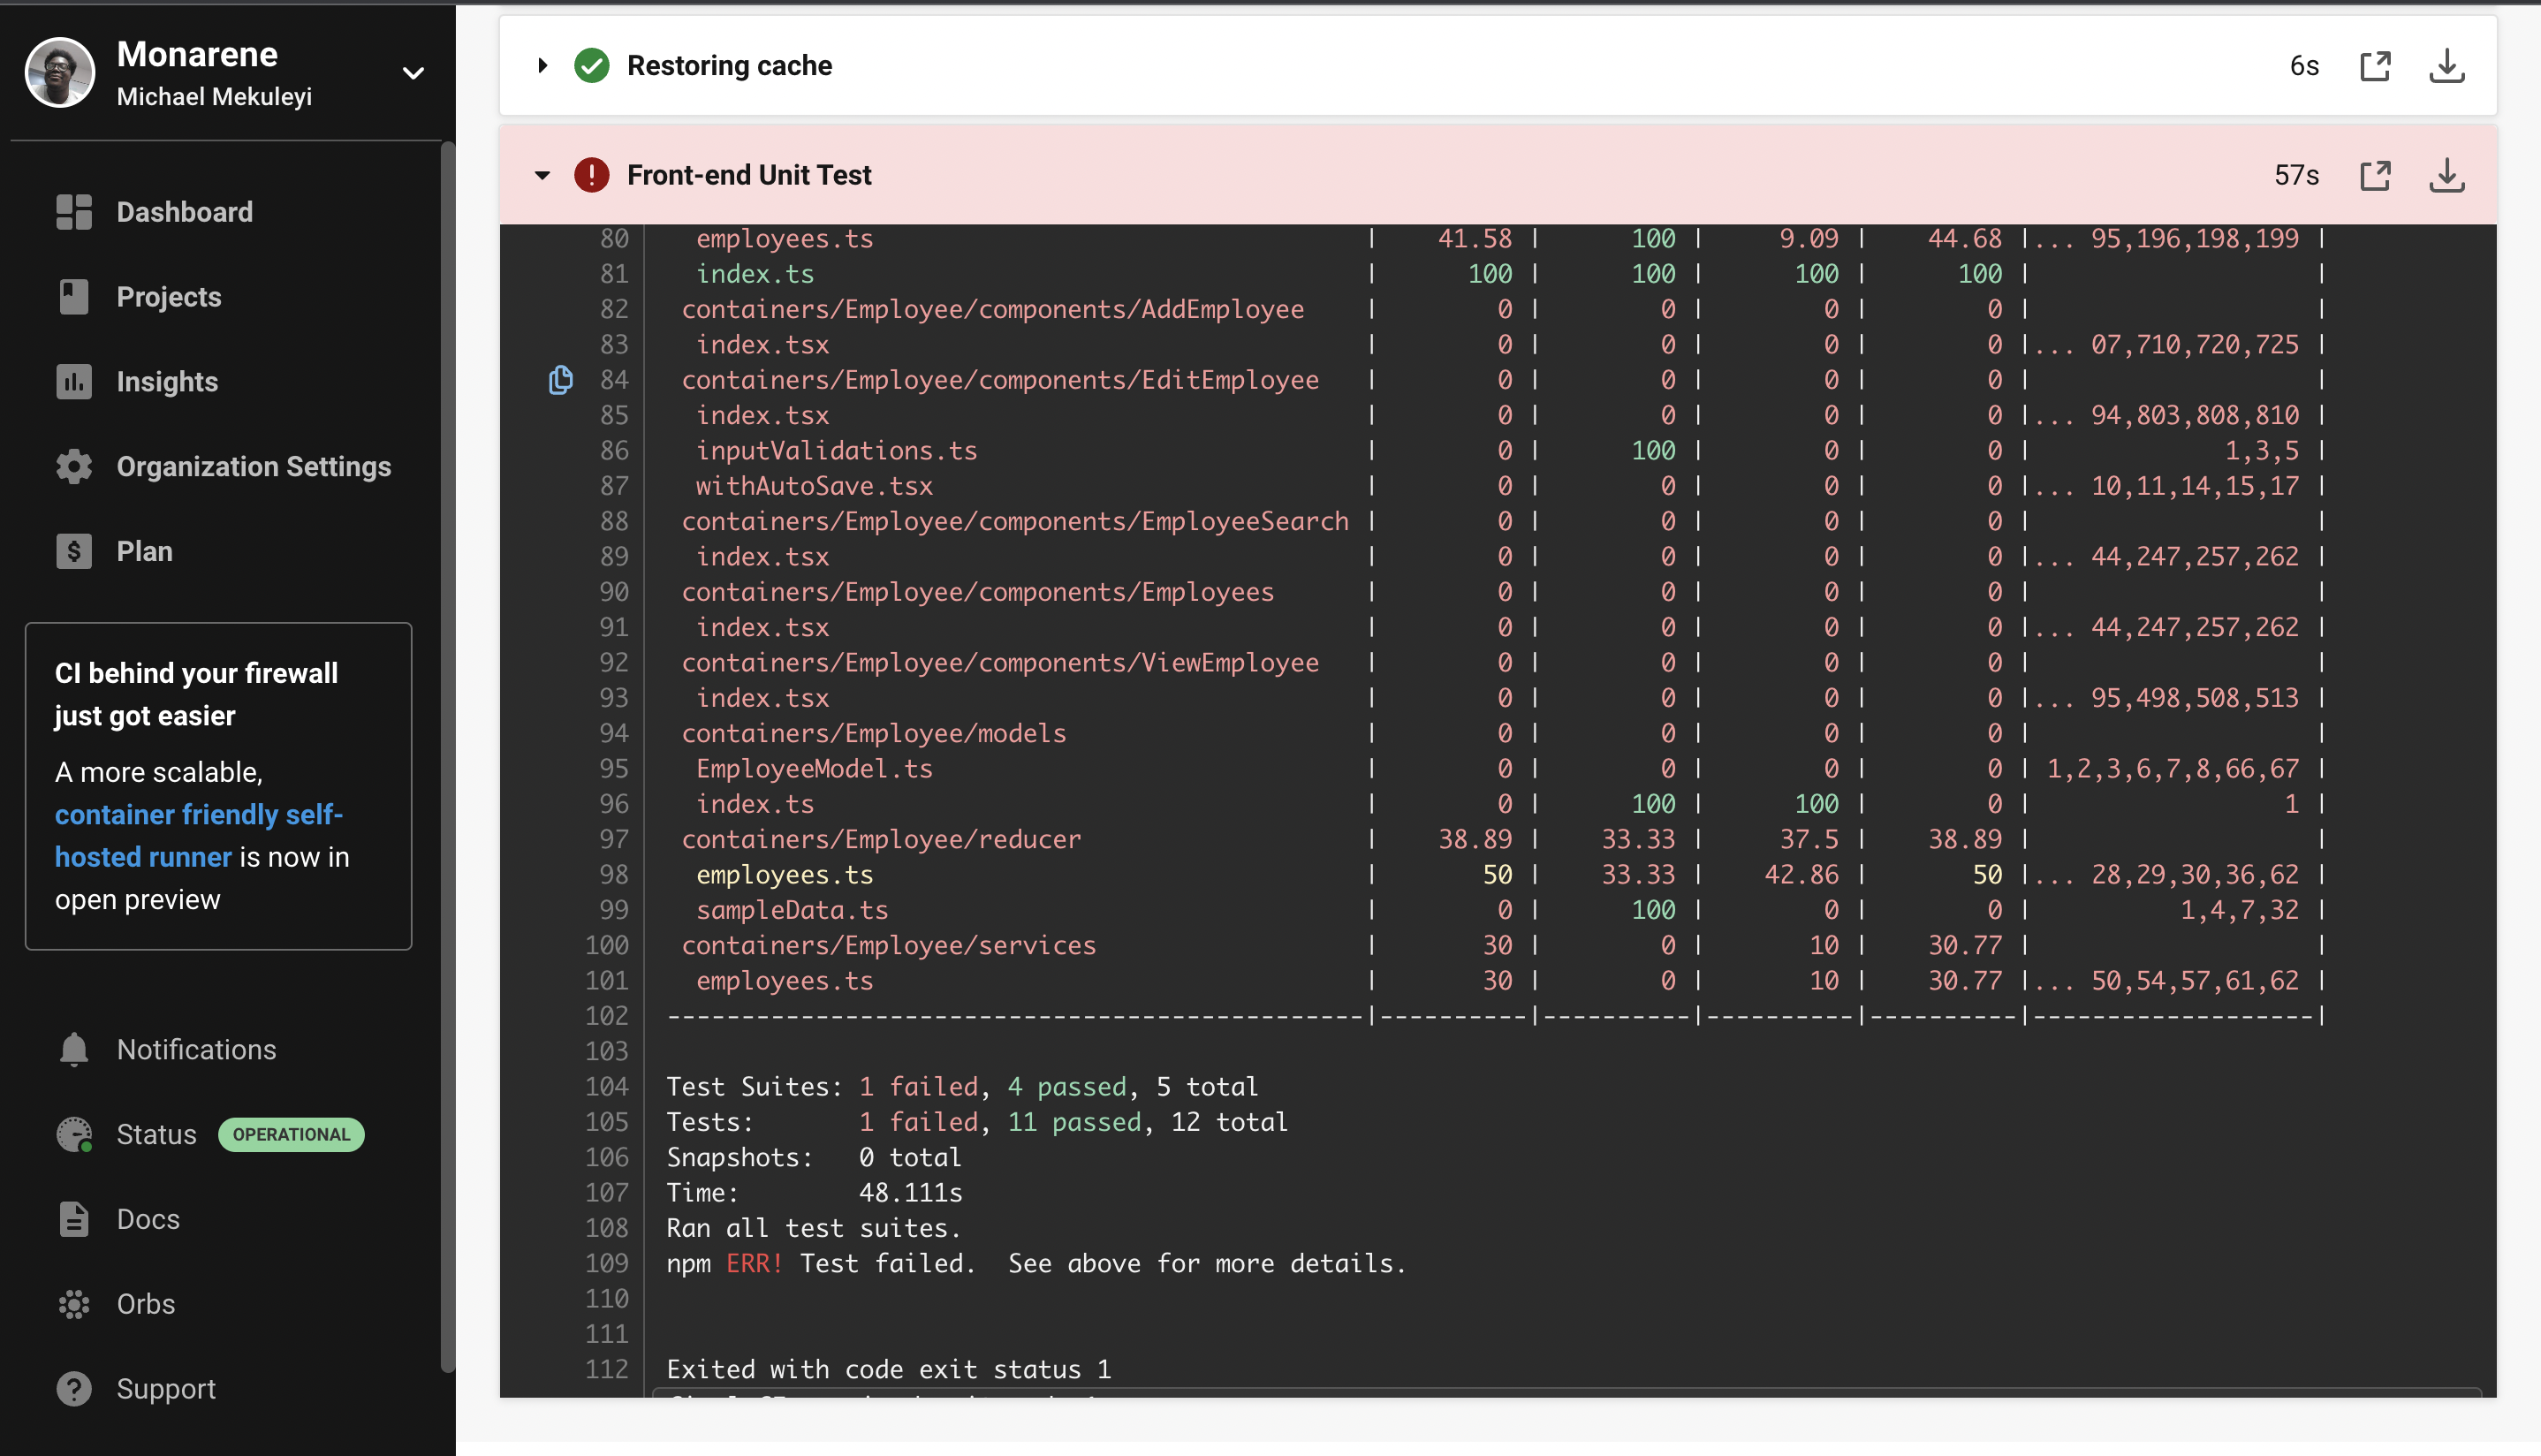 Monarene
Michael Mekuleyi
Dashboard
Projects
Insights
Organization Settings
Plan
CI behind your firewall
just got easier
A more scalable,
container friendly self-
hosted runner is now in
open preview
Notifications
Status OPERATIONAL
Docs
Orbs
Support
Restoring cache 6s
Front-end Unit Test 57s
80 employees.ts | 41.58 | 100 | 9.09 | 44.68 |... 95,196,198,199 |
81 index.ts | 100 | 100 | 100 | 100 | |
82 containers/Employee/components/AddEmployee | 0 | 0 | 0 | 0 | |
83 index.tsx | 0 | 0 | 0 | 0 |... 07,710,720,725 |
84 containers/Employee/components/EditEmployee | 0 | 0 | 0 | 0 | |
85 index.tsx | 0 | 0 | 0 | 0 |... 94,803,808,810 |
86 inputValidations.ts | 0 | 100 | 0 | 0 | 1,3,5 |
87 withAutoSave.tsx | 0 | 0 | 0 | 0 |... 10,11,14,15,17 |
88 containers/Employee/components/EmployeeSearch | 0 | 0 | 0 | 0 | |
89 index.tsx | 0 | 0 | 0 | 0 |... 44,247,257,262 |
90 containers/Employee/components/Employees | 0 | 0 | 0 | 0 | |
91 index.tsx | 0 | 0 | 0 | 0 |... 44,247,257,262 |
92 containers/Employee/components/ViewEmployee | 0 | 0 | 0 | 0 | |
93 index.tsx | 0 | 0 | 0 | 0 |... 95,498,508,513 |
94 containers/Employee/models | 0 | 0 | 0 | 0 | |
95 EmployeeModel.ts | 0 | 0 | 0 | 0 | 1,2,3,6,7,8,66,67 |
96 index.ts | 0 | 100 | 100 | 0 | 1 |
97 containers/Employee/reducer | 38.89 | 33.33 | 37.5 | 38.89 | |
98 employees.ts | 50 | 33.33 | 42.86 | 50 |... 28,29,30,36,62 |
99 sampleData.ts | 0 | 100 | 0 | 0 | 1,4,7,32 |
100 containers/Employee/services | 30 | 0 | 10 | 30.77 | |
101 employees.ts | 30 | 0 | 10 | 30.77 |... 50,54,57,61,62 |
102 -----------------------------------------------|----------|----------|----------|----------|-------------------|
103
104 Test Suites: 1 failed, 4 passed, 5 total
105 Tests: 1 failed, 11 passed, 12 total
106 Snapshots: 0 total
107 Time: 48.111s
108 Ran all test suites.
109 npm ERR! Test failed. See above for more details.
110
111
112 Exited with code exit status 1